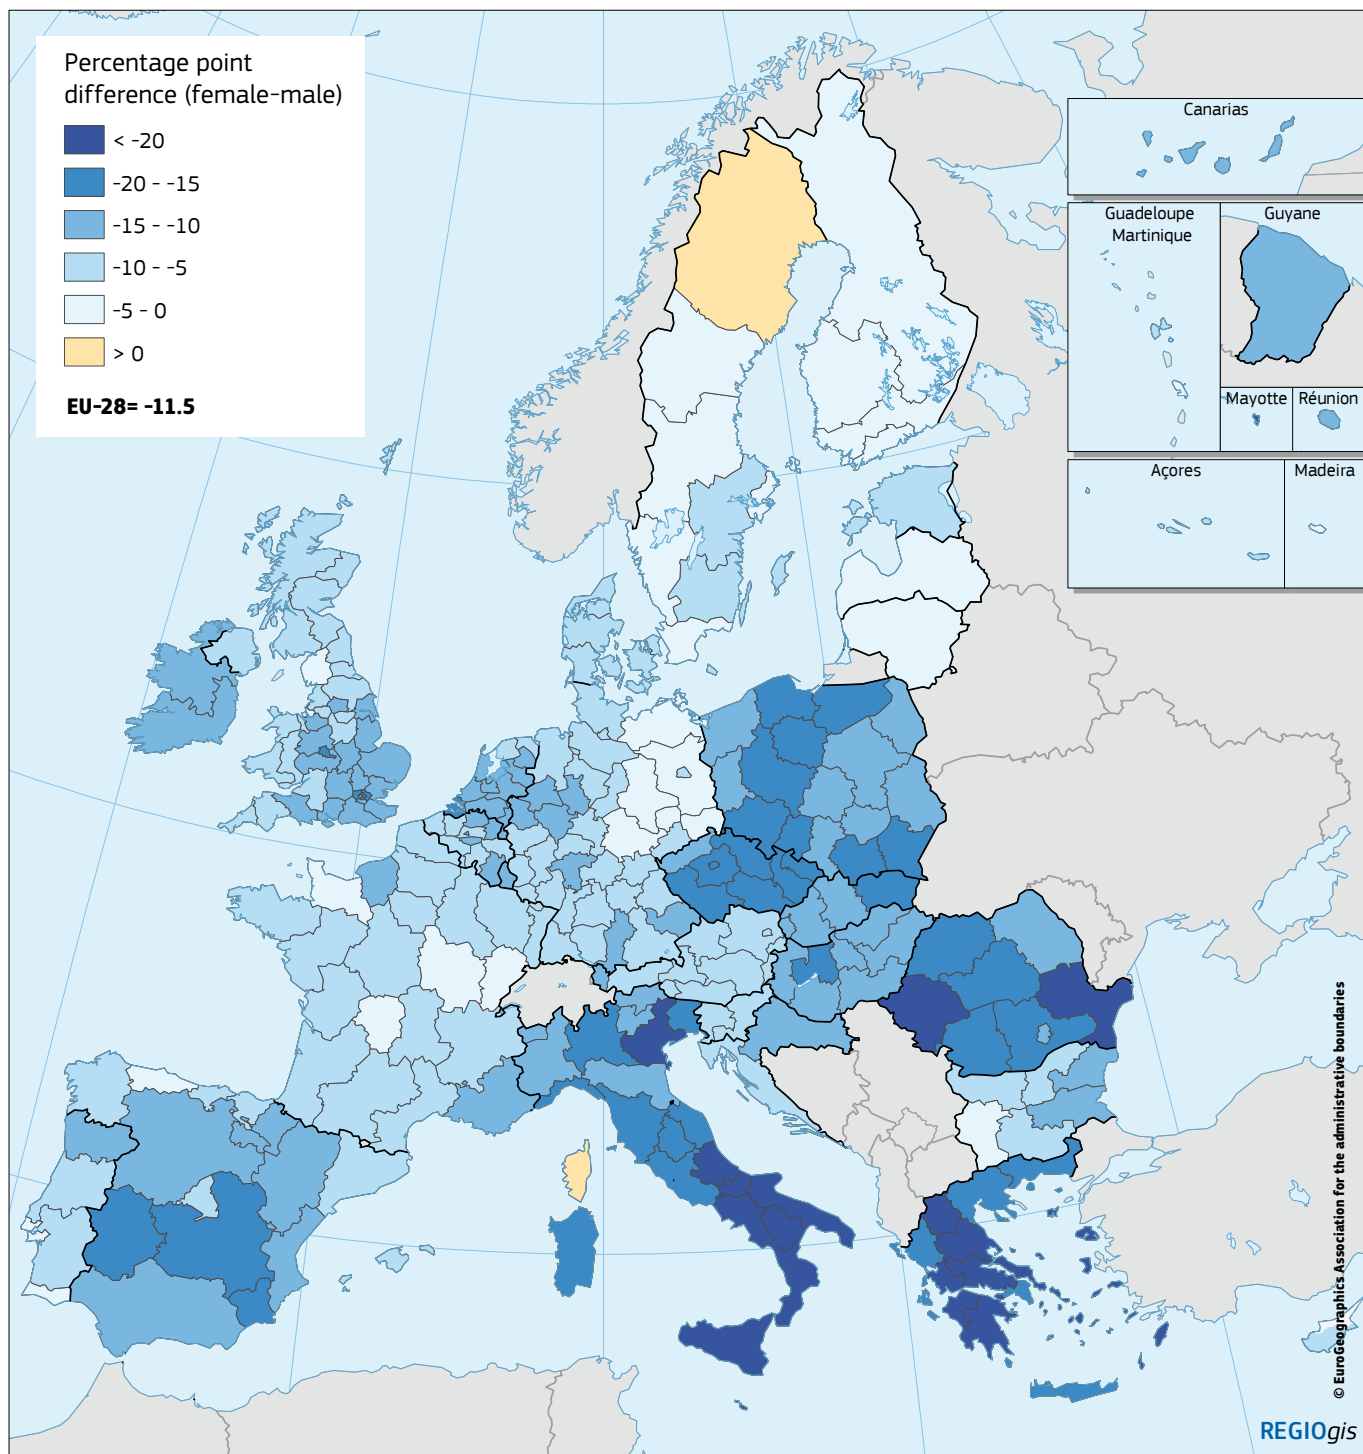 Percentage point
difference (female-male)
< -20
-20 - -15
-15 - -10
-10 - -5
-5 - 0
> 0
EU-28= -11.5
Canarias
Guadeloupe
Martinique
Guyane
Mayotte
Réunion
Açores
Madeira
© EuroGeographics Association for the administrative boundaries
REGIOgis